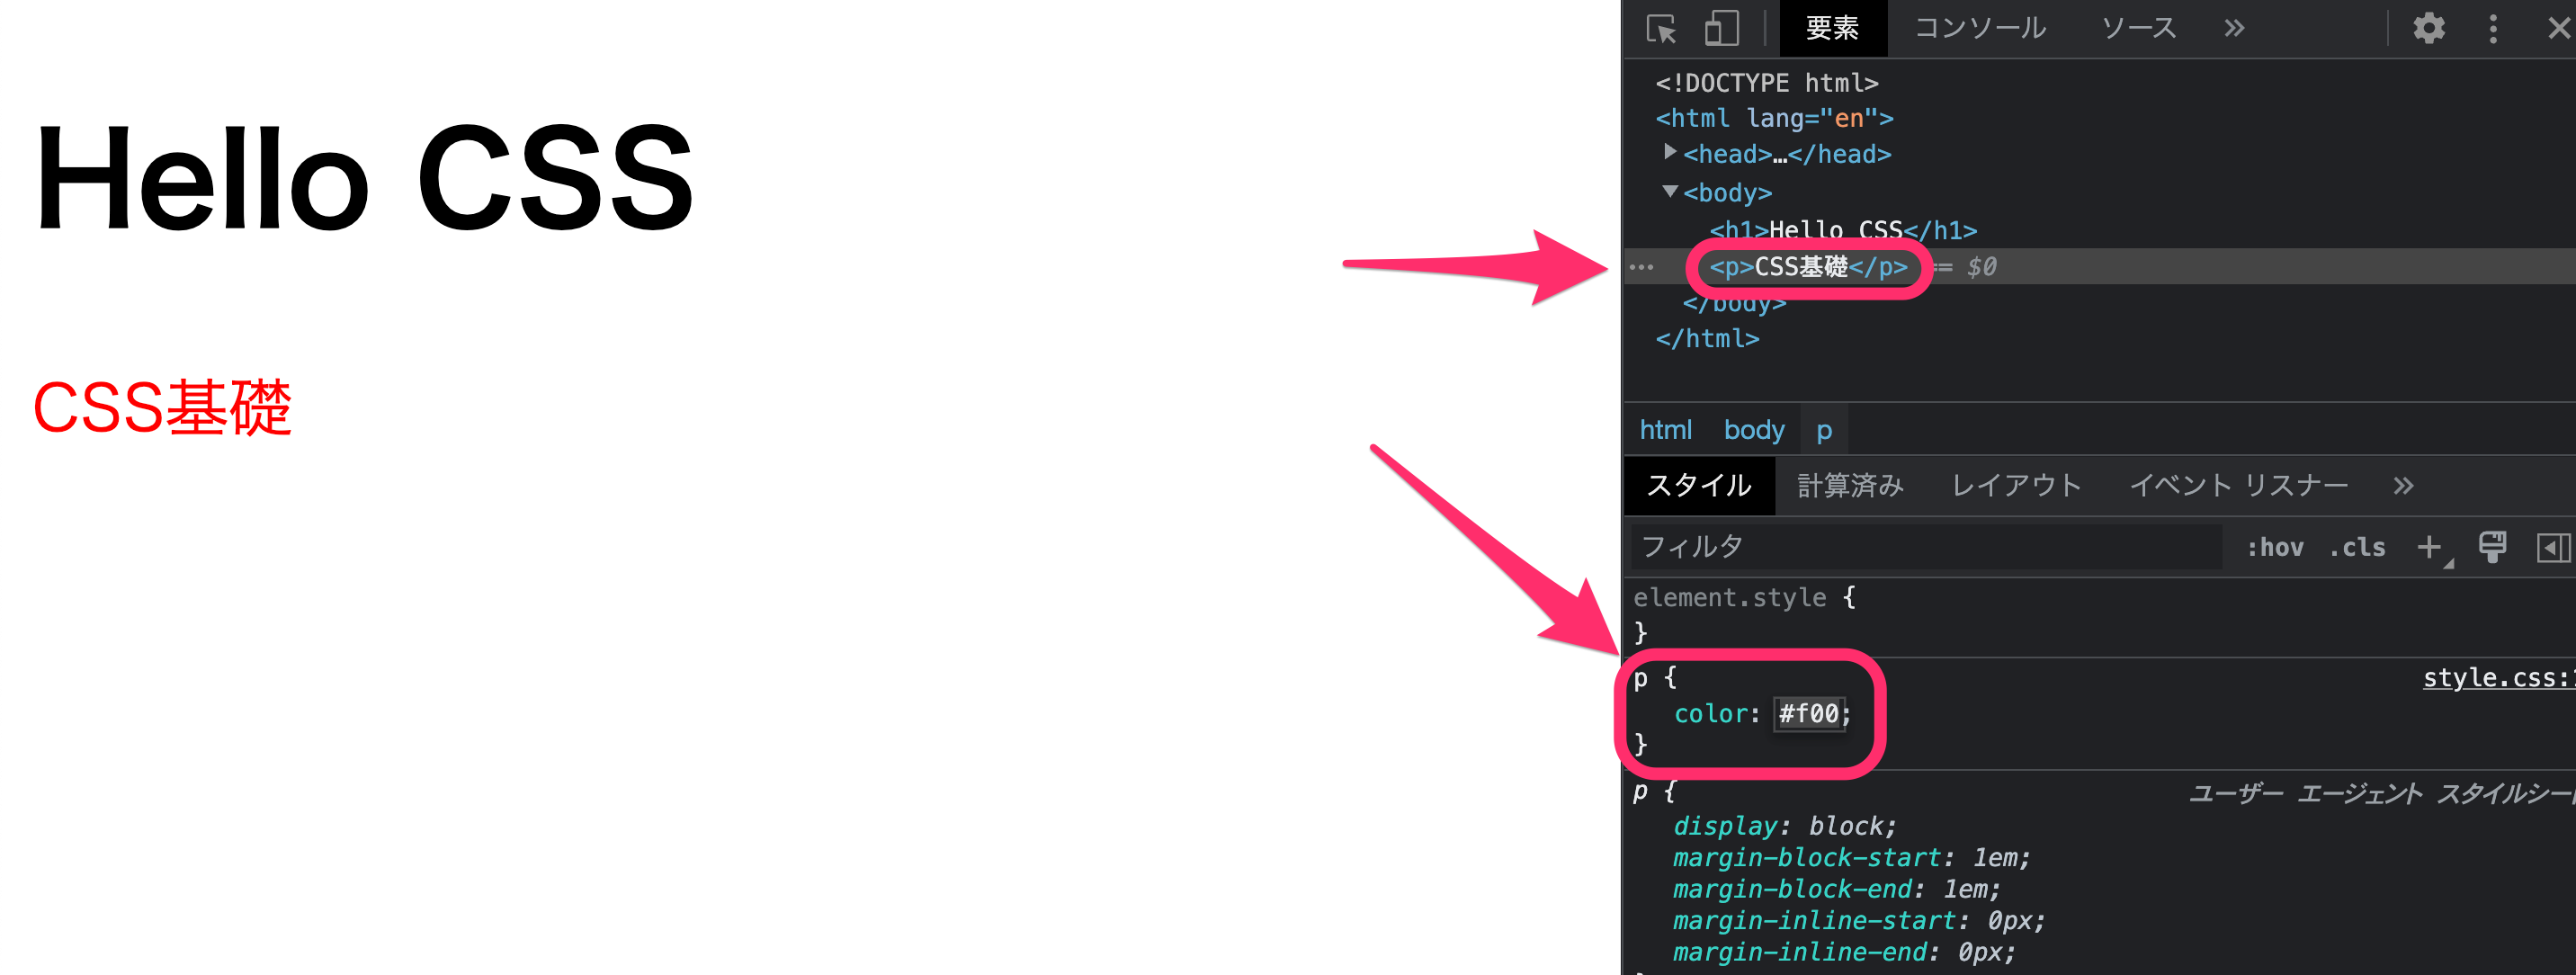 Hello CSS
CSS基礎
要素 コンソール ソース
<!DOCTYPE html>
<html lang="en">
<head>…</head>
<body>
<h1>Hello CSS</h1>
<p>CSS基礎</p> == $0
</body>
</html>
html body p
スタイル 計算済み レイアウト イベント リスナー
フィルタ :hov .cls
element.style {
}
p { style.css:
color: #f00;
}
p { ユーザー エージェント スタイルシー
display: block;
margin-block-start: 1em;
margin-block-end: 1em;
margin-inline-start: 0px;
margin-inline-end: 0px;